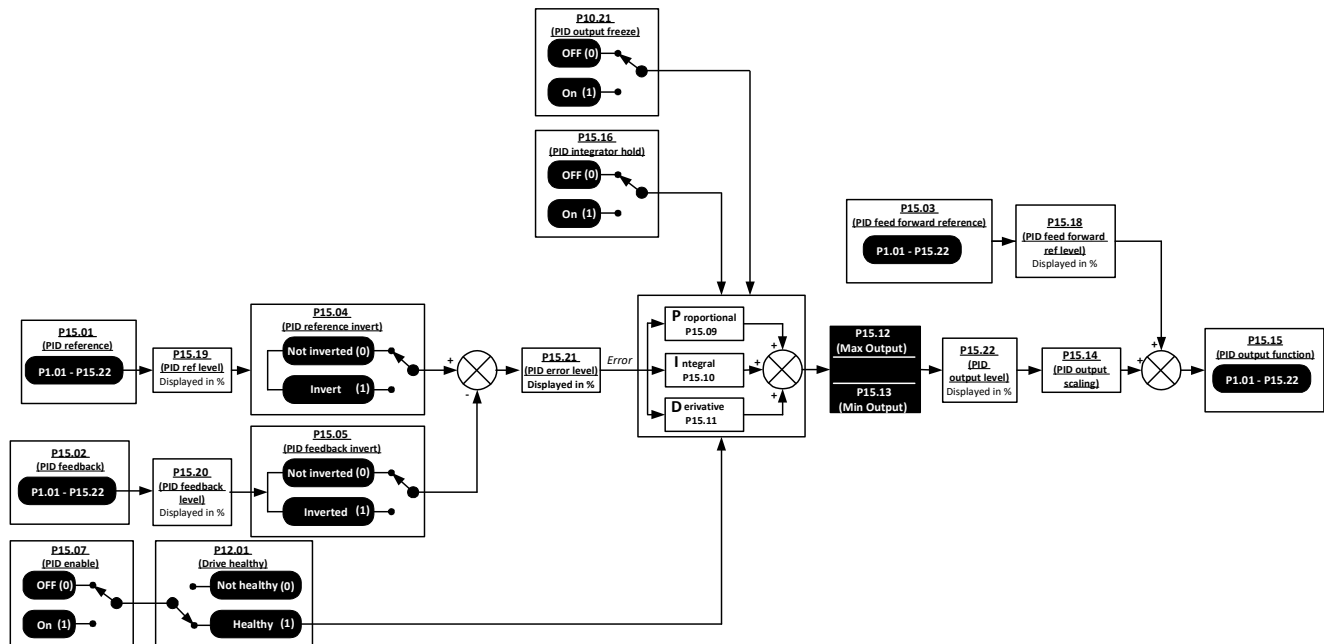 P10.21
(PID output freeze)
OFF (0)
On (1)
P15.16
(PID integrator hold)
OFF (0)
On (1)
P15.03
(PID feed forward reference)
P1.01 - P15.22
P15.18
(PID feed forward
ref level)
Displayed in %
P15.01
(PID reference)
P1.01 - P15.22
P15.19
(PID ref level)
Displayed in %
P15.04
(PID reference invert)
Not inverted (0)
Invert (1)
+
-
P15.21
(PID error level)
Displayed in %
Error
Proportional
P15.09
Integral
P15.10
Derivative
P15.11
+
+
+
P15.12
(Max Output)
P15.13
(Min Output)
P15.22
(PID
output level)
Displayed in %
P15.14
(PID output
scaling)
+
+
P15.15
(PID output function)
P1.01 - P15.22
P15.02
(PID feedback)
P1.01 - P15.22
P15.20
(PID feedback
level)
Displayed in %
P15.05
(PID feedback invert)
Not inverted (0)
Inverted (1)
P15.07
(PID enable)
OFF (0)
On (1)
P12.01
(Drive healthy)
Not healthy (0)
Healthy (1)